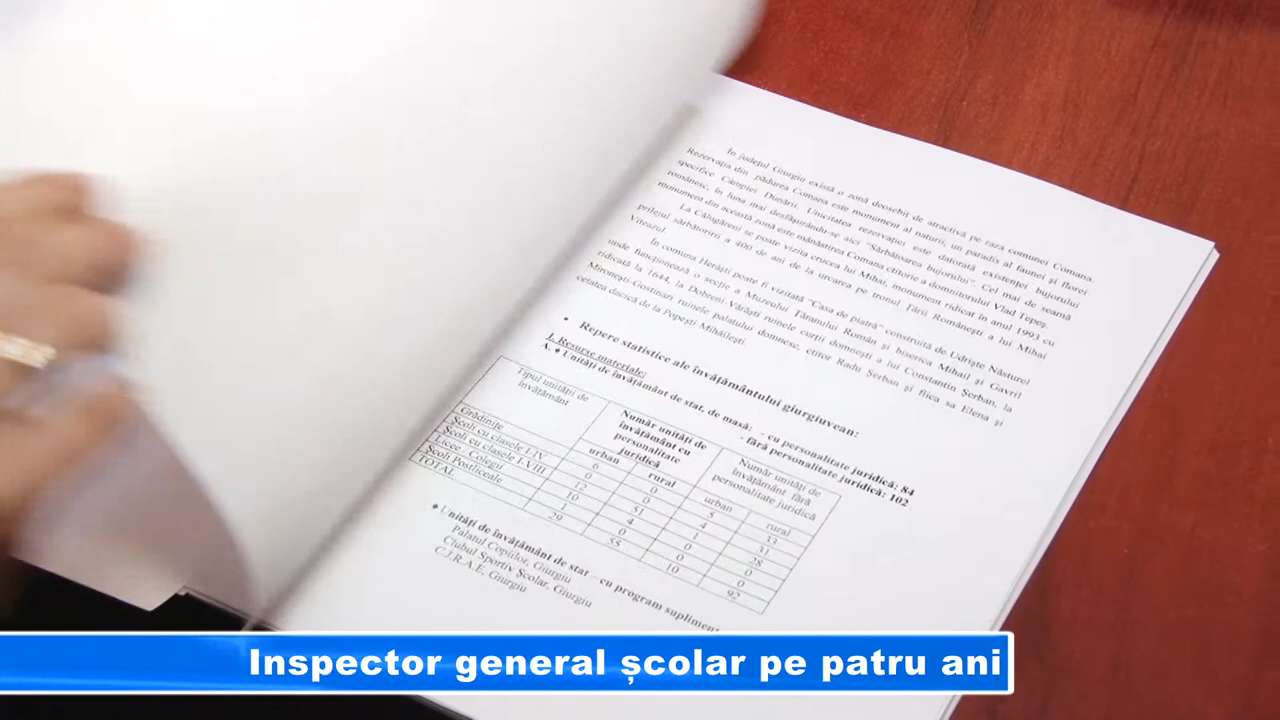 În județul Giurgiu există o zonă deosebit de atractivă pe raza comunei Comana.
Rezervația din pădurea Comana este monument al naturii, un paradis al faunei și florei
specifice Câmpiei Dunării. Unicitatea rezervației este datorată existenței bujorului
românesc, în luna mai desfășurându-se aici "Sărbătoarea bujorului". Cel mai de seamă
monument din această zonă este mănăstirea Comana ctitorie a domnitorului Vlad Țepeș.
La Călugăreni se poate vizita crucea lui Mihai, monument ridicat în anul 1993 cu
prilejul sărbătoririi a 400 de ani de la urcarea pe tronul Țării Românești a lui Mihai
Viteazul.
În comuna Herăști poate fi vizitată "Casa de piatră" construită de Udriște Năsturel
unde funcționează o secție a Muzeului Țăranului Român și biserica Mihail și Gavril
ridicată la 1644, la Dobreni-Vărăști ruinele curții domnești a lui Constantin Șerban, la
Mironești-Gostinari ruinele palatului domnesc, ctitor Radu Șerban și fiica sa Elena și
cetatea dacică de la Popești Mihăilești.
• Repere statistice ale învățământului giurgiuvean:
1. Resurse materiale:
A. ♦ Unități de învățământ de stat, de masă: - cu personalitate juridică: 84
- fără personalitate juridică: 102
Tipul unității de
învățământ
Număr unități de
învățământ cu
personalitate
juridică
Număr unități de
învățământ fără
personalitate juridică
urban rural urban rural
Grădinițe 6 0 5 33
Școli cu clasele I-IV 0 0 4 31
Școli cu clasele I-VIII 12 51 1 28
Licee - Colegii 10 4 0 0
Școli Postliceale 1 0 0 0
TOTAL 29 55 10 92
♦ Unități de învățământ de stat – cu program supliment
Palatul Copiilor, Giurgiu
Clubul Sportiv Școlar, Giurgiu
C.J.R.A.E. Giurgiu
Inspector general școlar pe patru ani